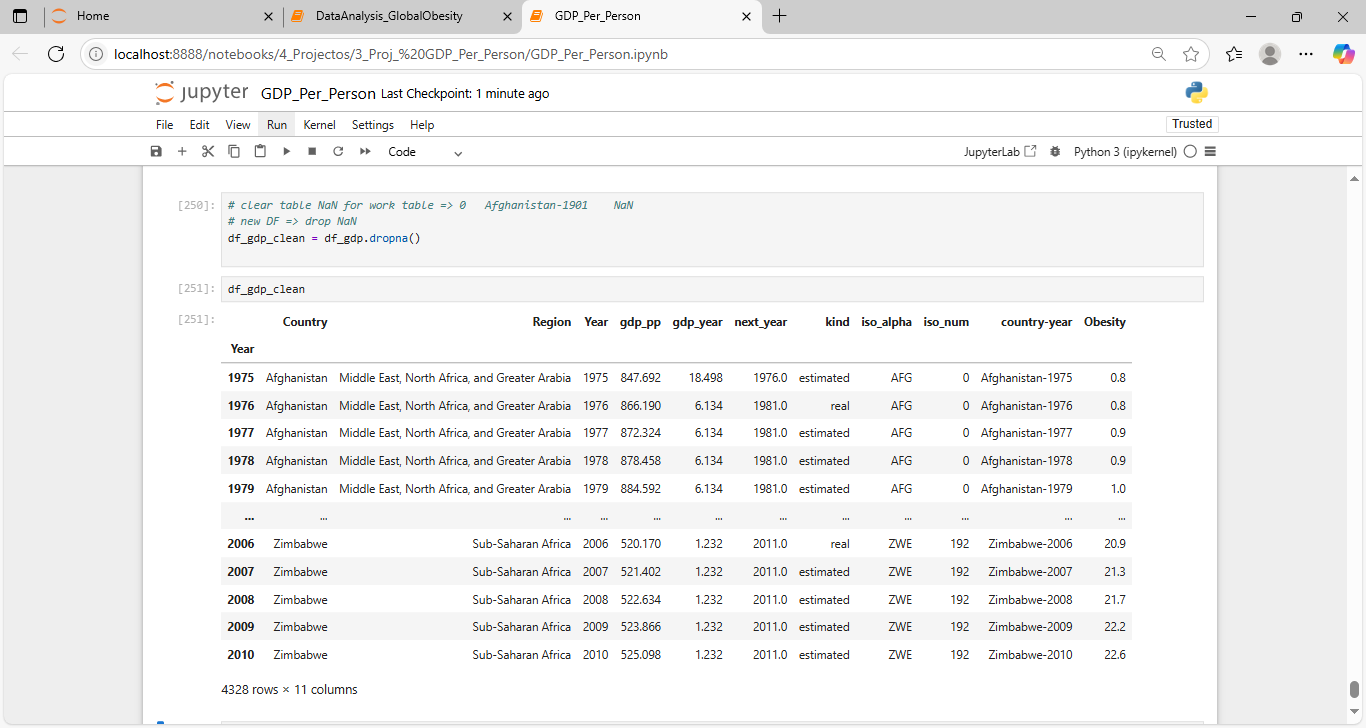 Home
DataAnalysis_GlobalObesity
GDP_Per_Person
localhost:8888/notebooks/4_Projectos/3_Proj_%20GDP_Per_Person/GDP_Per_Person.ipynb
jupyter GDP_Per_Person Last Checkpoint: 1 minute ago
File Edit View Run Kernel Settings Help
Trusted
Code
JupyterLab
Python 3 (ipykernel)
[250]: # clear table NaN for work table => 0 Afghanistan-1901 NaN
# new DF => drop NaN
df_gdp_clean = df_gdp.dropna()
[251]: df_gdp_clean
[251]: Country Region Year gdp_pp gdp_year next_year kind iso_alpha iso_num country-year Obesity
Year
1975 Afghanistan Middle East, North Africa, and Greater Arabia 1975 847.692 18.498 1976.0 estimated AFG 0 Afghanistan-1975 0.8
1976 Afghanistan Middle East, North Africa, and Greater Arabia 1976 866.190 6.134 1981.0 real AFG 0 Afghanistan-1976 0.8
1977 Afghanistan Middle East, North Africa, and Greater Arabia 1977 872.324 6.134 1981.0 estimated AFG 0 Afghanistan-1977 0.9
1978 Afghanistan Middle East, North Africa, and Greater Arabia 1978 878.458 6.134 1981.0 estimated AFG 0 Afghanistan-1978 0.9
1979 Afghanistan Middle East, North Africa, and Greater Arabia 1979 884.592 6.134 1981.0 estimated AFG 0 Afghanistan-1979 1.0
... ... ... ... ... ... ... ... ... ... ... ...
2006 Zimbabwe Sub-Saharan Africa 2006 520.170 1.232 2011.0 real ZWE 192 Zimbabwe-2006 20.9
2007 Zimbabwe Sub-Saharan Africa 2007 521.402 1.232 2011.0 estimated ZWE 192 Zimbabwe-2007 21.3
2008 Zimbabwe Sub-Saharan Africa 2008 522.634 1.232 2011.0 estimated ZWE 192 Zimbabwe-2008 21.7
2009 Zimbabwe Sub-Saharan Africa 2009 523.866 1.232 2011.0 estimated ZWE 192 Zimbabwe-2009 22.2
2010 Zimbabwe Sub-Saharan Africa 2010 525.098 1.232 2011.0 estimated ZWE 192 Zimbabwe-2010 22.6
4328 rows × 11 columns